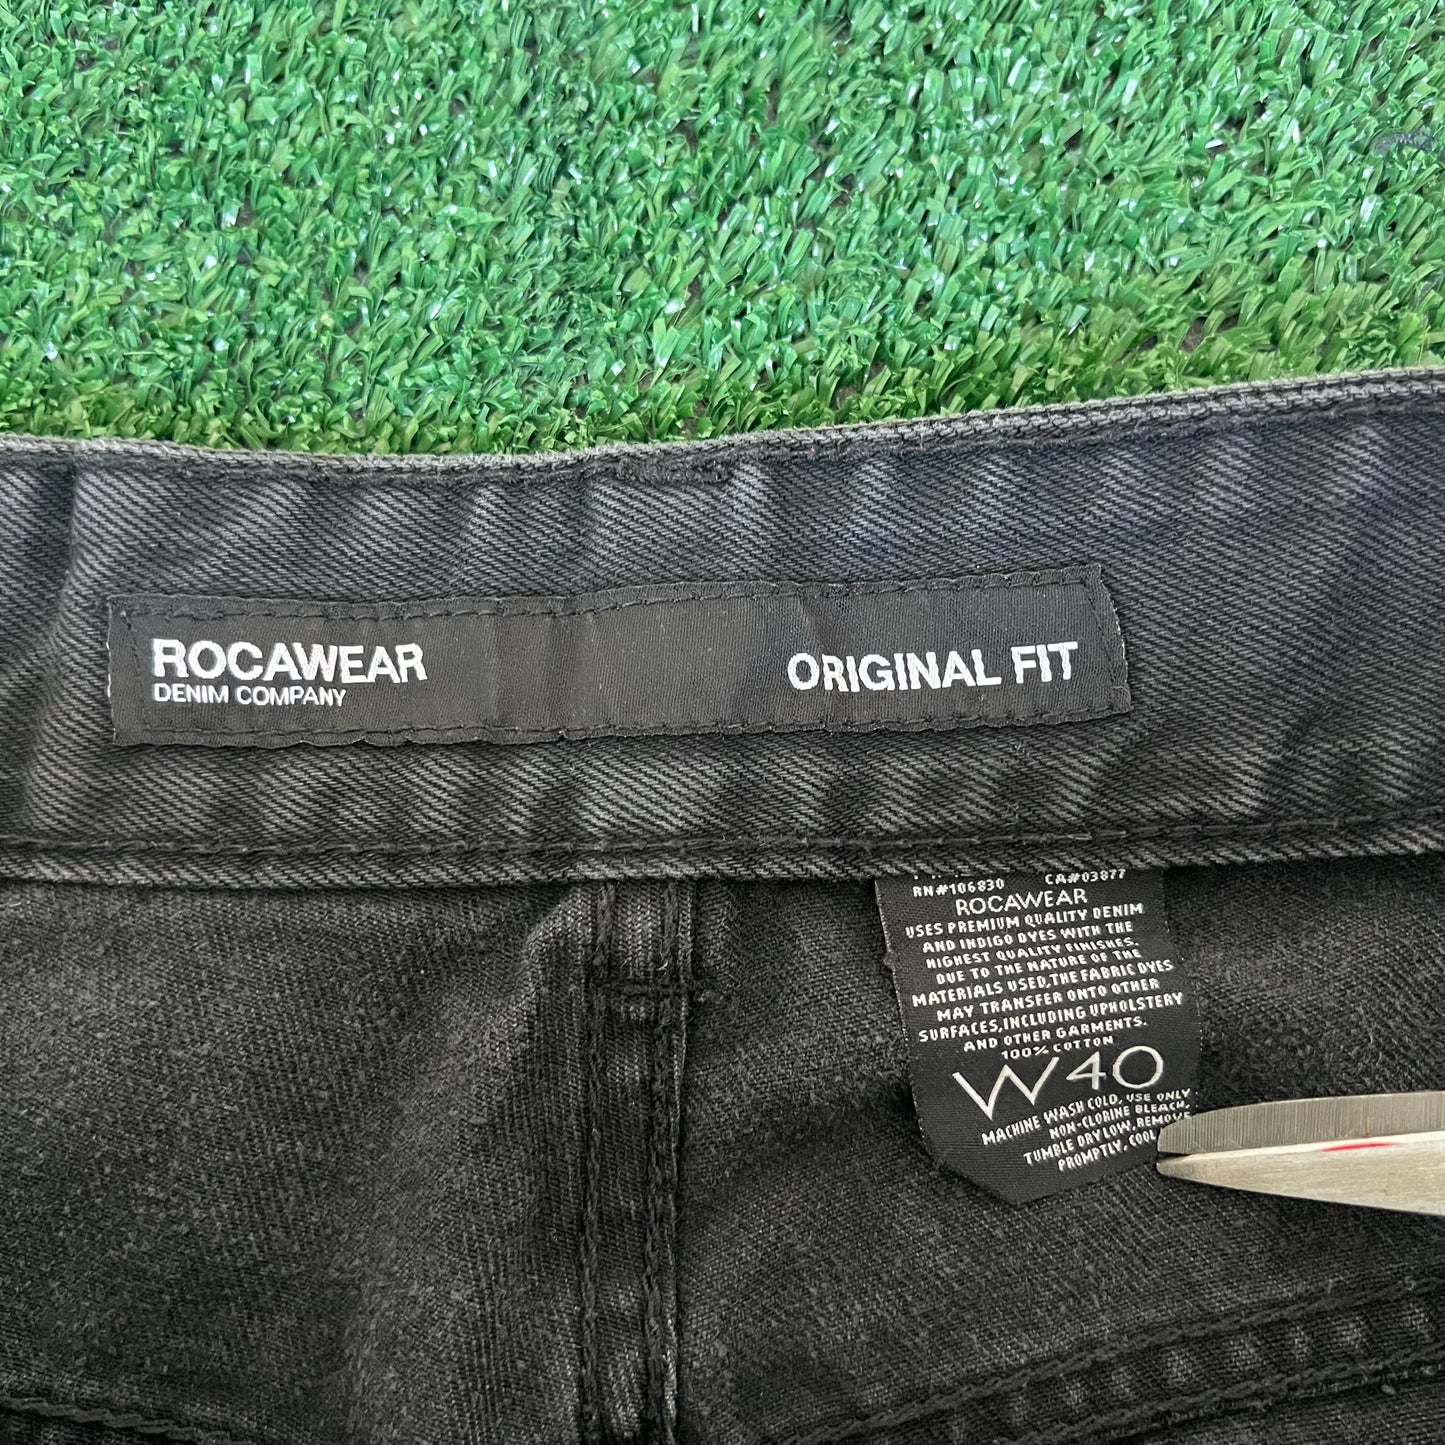 ROCAWEAR
DENIM COMPANY
ORIGINAL FIT
RN#106830 CA#03877
ROCAWEAR
USES PREMIUM QUALITY DENIM
AND INDIGO DYES WITH THE
HIGHEST QUALITY FINISHES.
DUE TO THE NATURE OF THE
MATERIALS USED,THE FABRIC DYES
MAY TRANSFER ONTO OTHER
SURFACES,INCLUDING UPHOLSTERY
AND OTHER GARMENTS.
100% COTTON
W40
MACHINE WASH COLD, USE ONLY
NON-CLORINE BLEACH,
TUMBLE DRY LOW, REMOVE
PROMPTLY, COOL